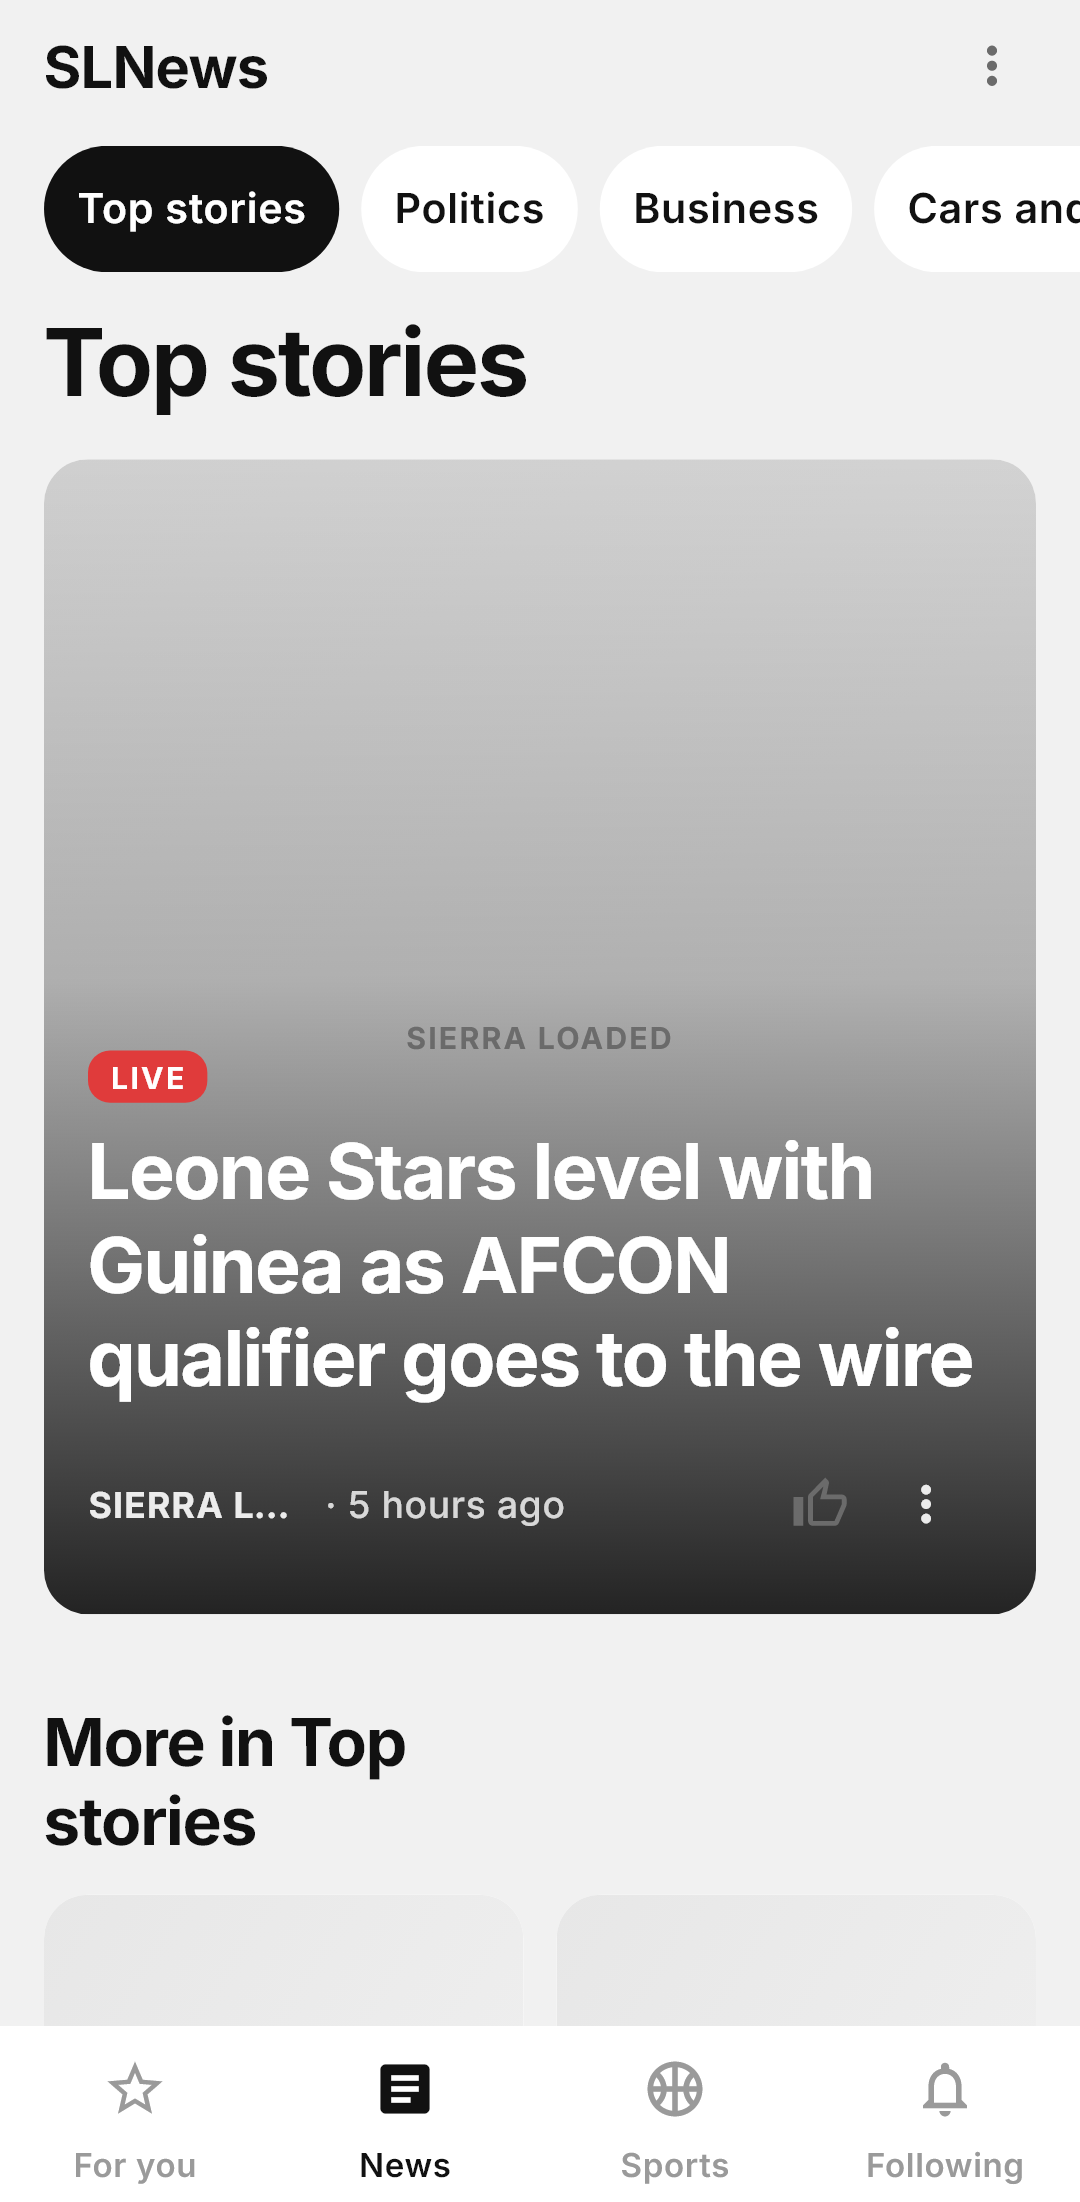 SLNews
Top stories
Politics
Business
Cars and
Top stories
SIERRA LOADED
LIVE
Leone Stars level with
Guinea as AFCON
qualifier goes to the wire
SIERRA L... · 5 hours ago
More in Top
stories
For you
News
Sports
Following